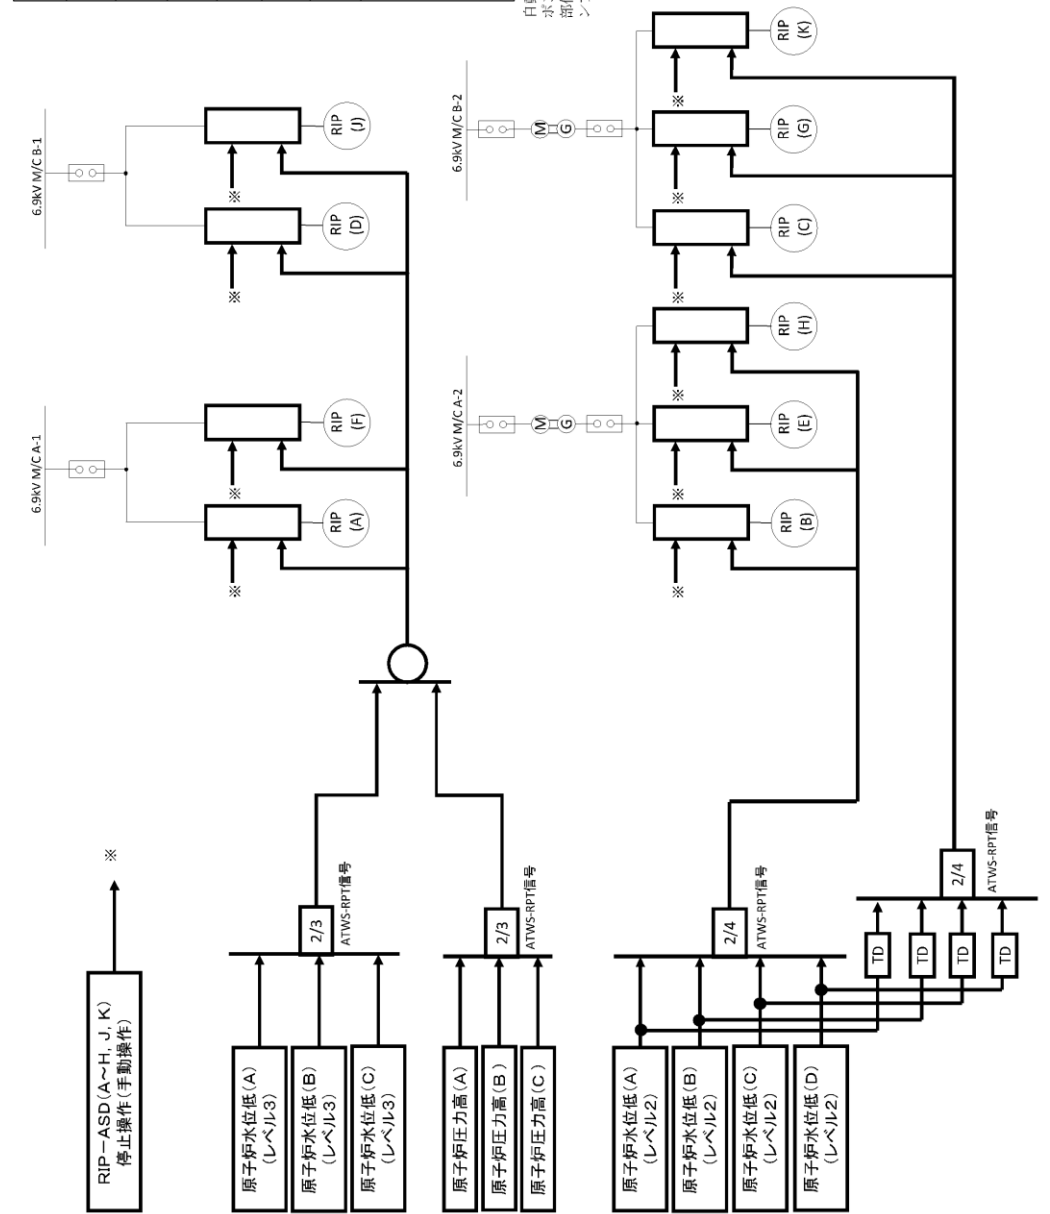 RIP－ASD(A～H, J, K)
停止操作(手動操作)
※
原子炉水位低(A)
(レベル3)
原子炉水位低(B)
(レベル3)
原子炉水位低(C)
(レベル3)
2/3
ATWS-RPT信号
原子炉圧力高(A)
原子炉圧力高(B)
原子炉圧力高(C)
2/3
ATWS-RPT信号
原子炉水位低(A)
(レベル2)
原子炉水位低(B)
(レベル2)
原子炉水位低(C)
(レベル2)
原子炉水位低(D)
(レベル2)
2/4
ATWS-RPT信号
TD
TD
TD
TD
2/4
ATWS-RPT信号
6.9kV M/C A-1
※
RIP
(A)
※
RIP
(F)
6.9kV M/C B-1
※
RIP
(D)
※
RIP
(J)
6.9kV M/C A-2
M
G
※
RIP
(B)
※
RIP
(E)
※
RIP
(H)
6.9kV M/C B-2
M
G
※
RIP
(C)
※
RIP
(G)
※
RIP
(K)